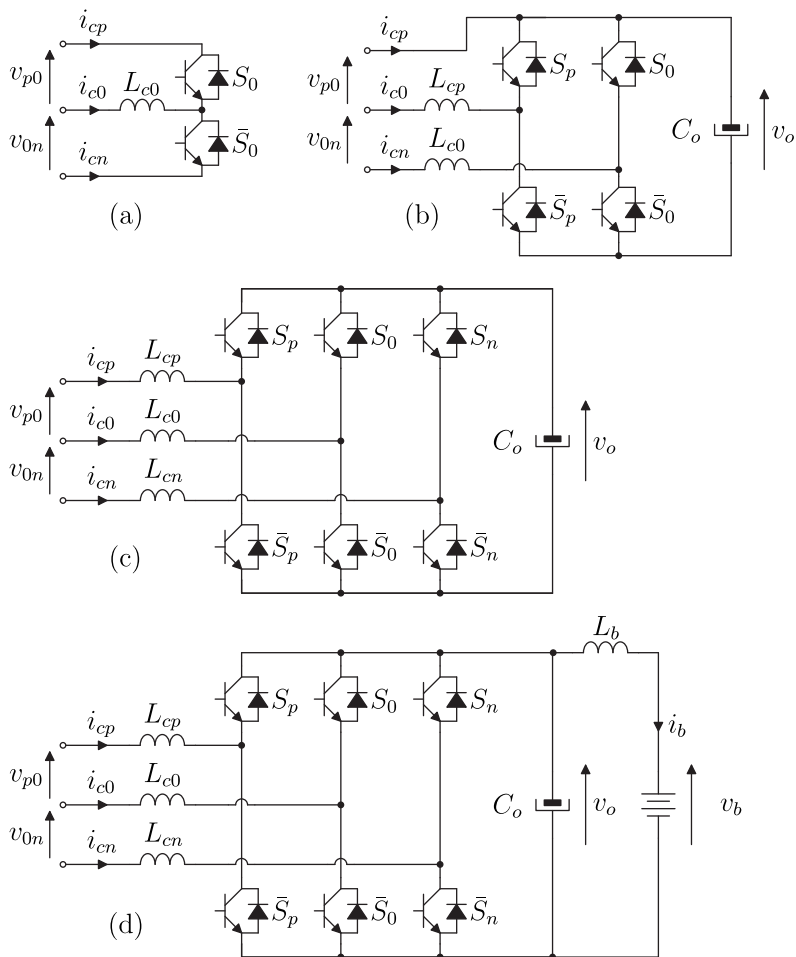 i_cp
v_p0
i_c0 L_c0
S_0
v_0n
S̄_0
i_cn
(a)
i_cp
v_p0
S_p S_0
i_c0 L_cp
v_0n
L_c0
i_cn
C_o v_o
S̄_p S̄_0
(b)
S_p S_0 S_n
i_cp L_cp
v_p0
i_c0 L_c0
C_o v_o
v_0n
i_cn L_cn
S̄_p S̄_0 S̄_n
(c)
L_b
S_p S_0 S_n
i_b
i_cp L_cp
v_p0
i_c0 L_c0
C_o v_o v_b
v_0n
i_cn L_cn
S̄_p S̄_0 S̄_n
(d)